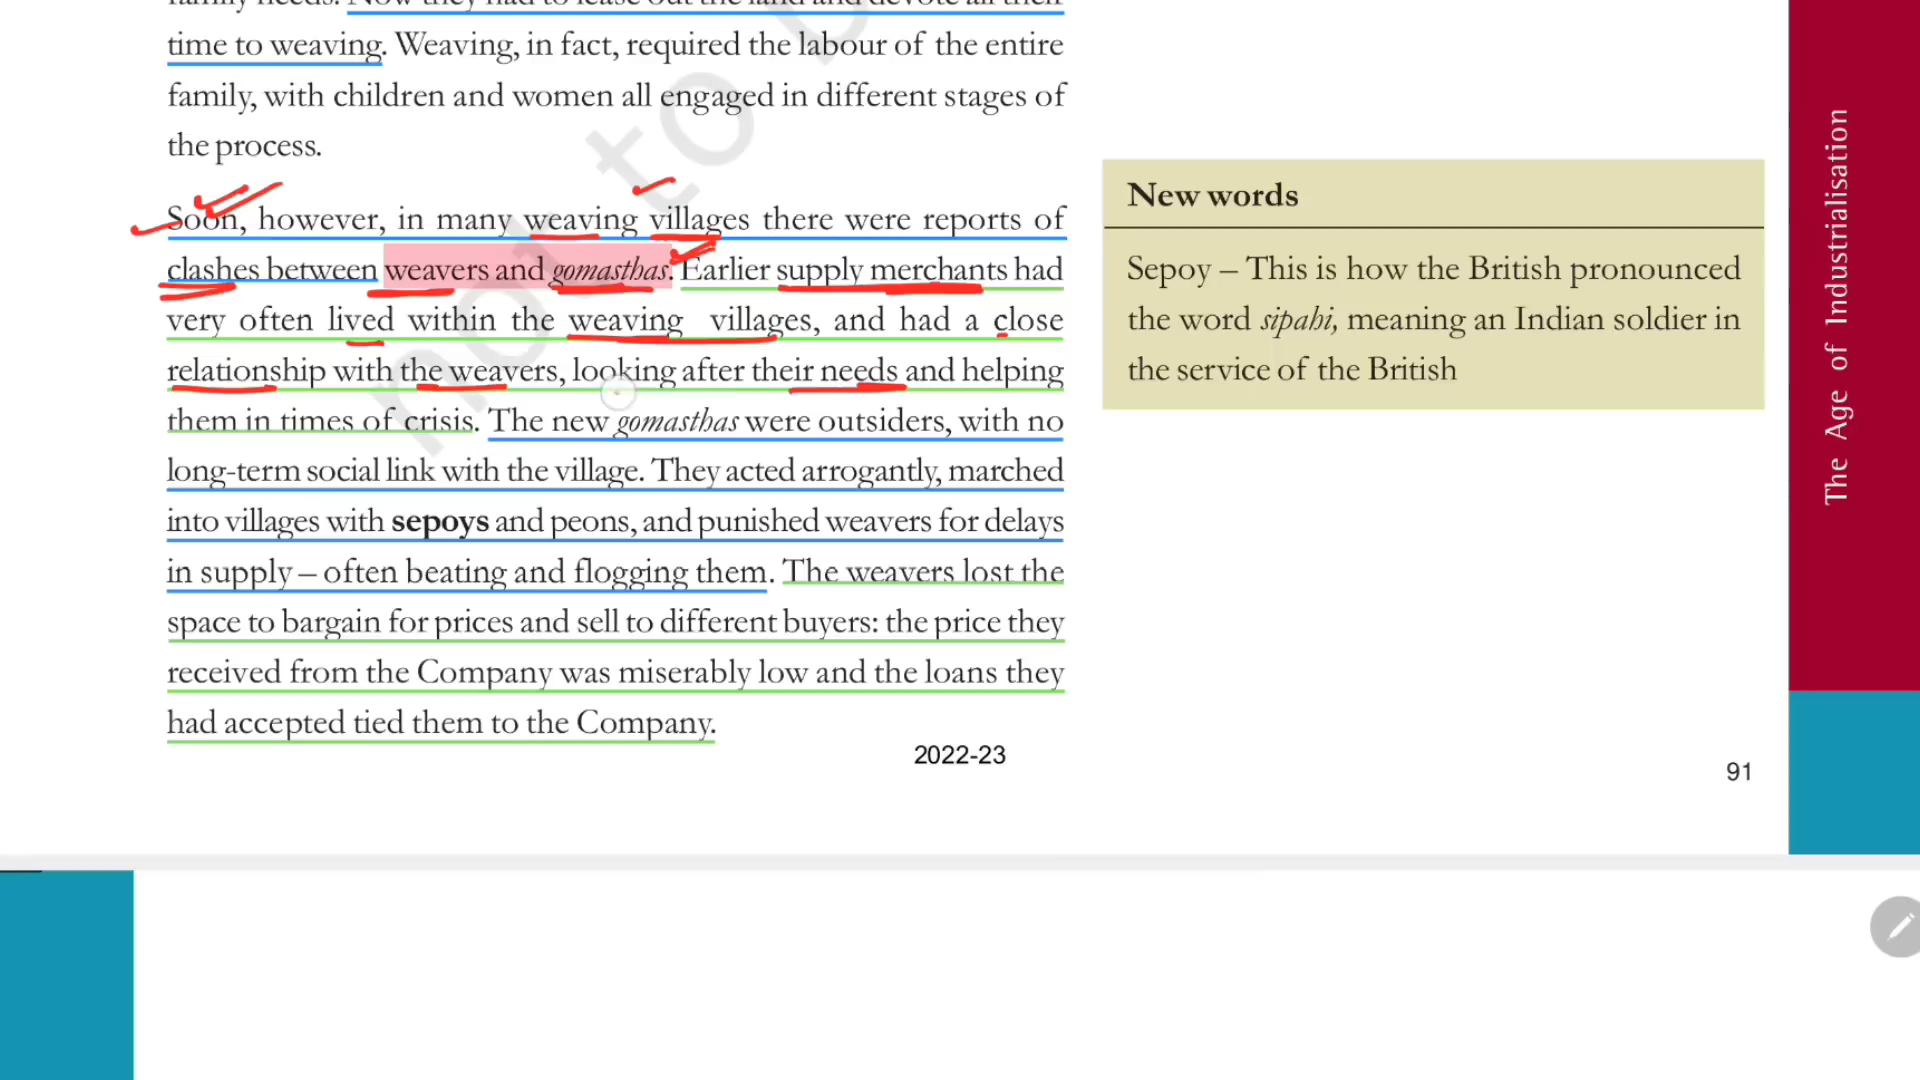 time to weaving. Weaving, in fact, required the labour of the entire
family, with children and women all engaged in different stages of
the process.
Soon, however, in many weaving villages there were reports of
clashes between weavers and gomasthas. Earlier supply merchants had
very often lived within the weaving villages, and had a close
relationship with the weavers, looking after their needs and helping
them in times of crisis. The new gomasthas were outsiders, with no
long-term social link with the village. They acted arrogantly, marched
into villages with sepoys and peons, and punished weavers for delays
in supply – often beating and flogging them. The weavers lost the
space to bargain for prices and sell to different buyers: the price they
received from the Company was miserably low and the loans they
had accepted tied them to the Company.
New words
Sepoy – This is how the British pronounced
the word sipahi, meaning an Indian soldier in
the service of the British
The Age of Industrialisation
2022-23
91
not to